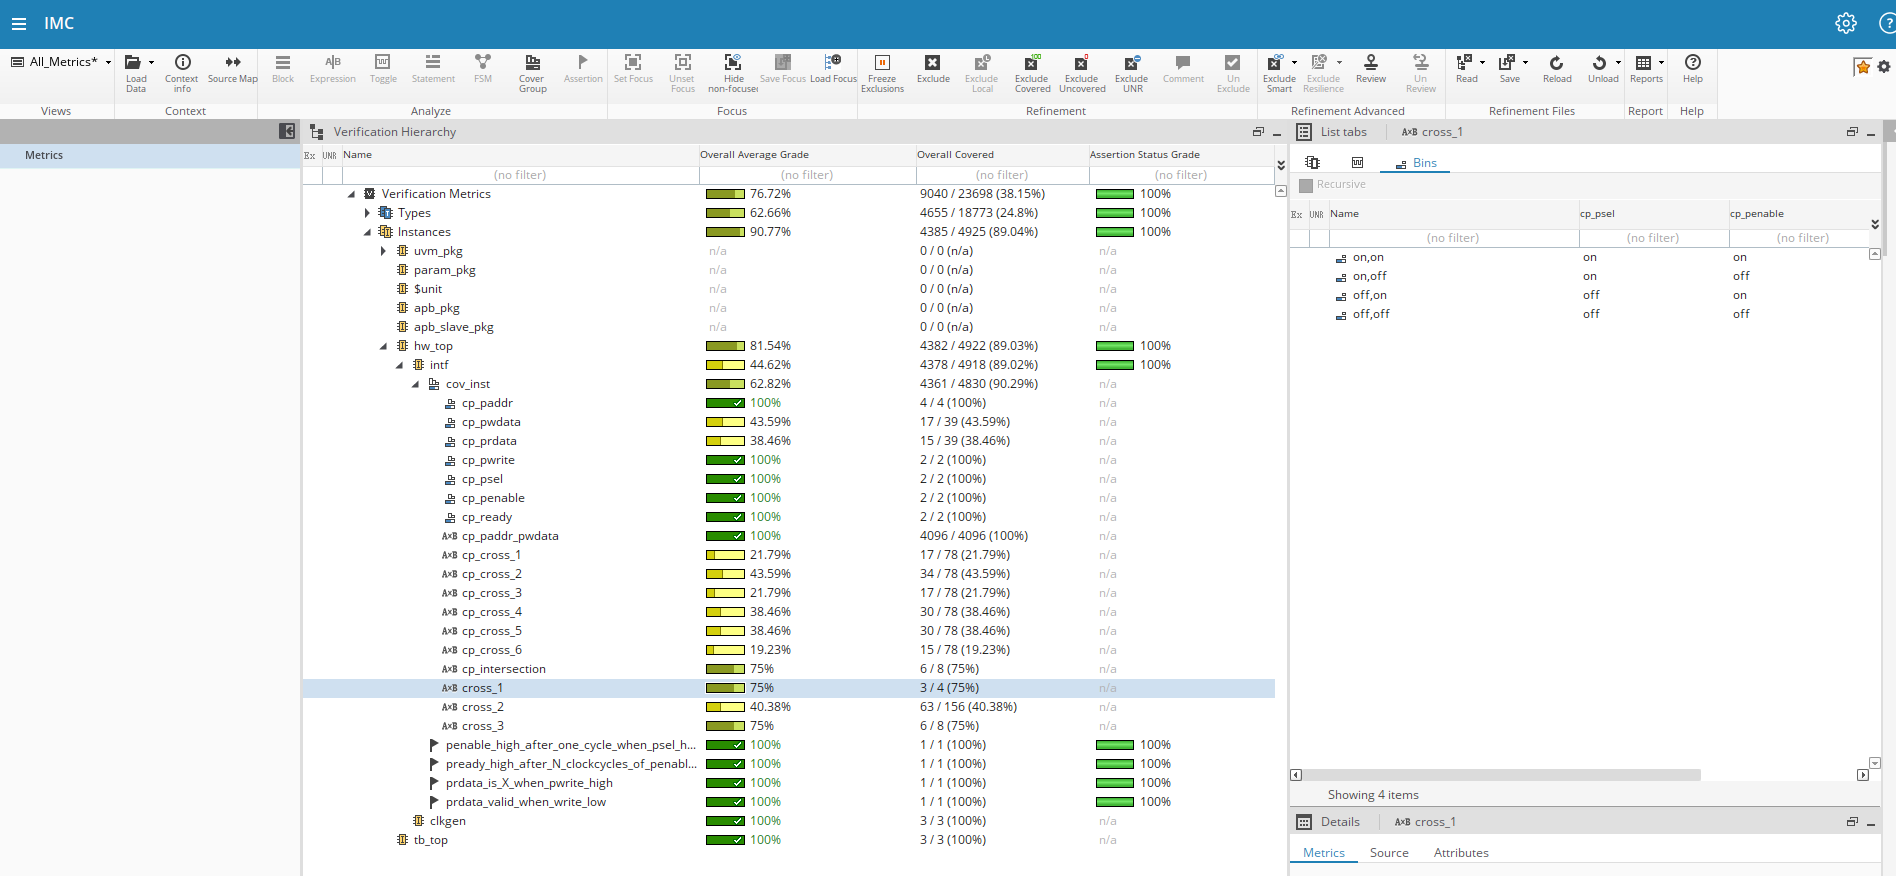 IMC
All_Metrics*
Load Data
Context info
Source Map
Block
Expression
Toggle
Statement
FSM
Cover Group
Assertion
Set Focus
Unset Focus
Hide non-focused
Save Focus
Load Focus
Freeze Exclusions
Exclude
Exclude Local
Exclude Covered
Exclude Uncovered
Exclude UNR
Comment
Un Exclude
Exclude Smart
Exclude Resilience
Review
Un Review
Read
Save
Reload
Unload
Reports
Help
Views
Context
Analyze
Focus
Refinement
Refinement Advanced
Refinement Files
Report
Help
Metrics
Verification Hierarchy
Ex UNR Name Overall Average Grade Overall Covered Assertion Status Grade
(no filter) (no filter) (no filter) (no filter)
Verification Metrics 76.72% 9040 / 23698 (38.15%) 100%
Types 62.66% 4655 / 18773 (24.8%) 100%
Instances 90.77% 4385 / 4925 (89.04%) 100%
uvm_pkg n/a 0 / 0 (n/a) n/a
param_pkg n/a 0 / 0 (n/a) n/a
$unit n/a 0 / 0 (n/a) n/a
apb_pkg n/a 0 / 0 (n/a) n/a
apb_slave_pkg n/a 0 / 0 (n/a) n/a
hw_top 81.54% 4382 / 4922 (89.03%) 100%
intf 44.62% 4378 / 4918 (89.02%) 100%
cov_inst 62.82% 4361 / 4830 (90.29%) n/a
cp_paddr 100% 4 / 4 (100%) n/a
cp_pwdata 43.59% 17 / 39 (43.59%) n/a
cp_prdata 38.46% 15 / 39 (38.46%) n/a
cp_pwrite 100% 2 / 2 (100%) n/a
cp_psel 100% 2 / 2 (100%) n/a
cp_penable 100% 2 / 2 (100%) n/a
cp_ready 100% 2 / 2 (100%) n/a
A×B cp_paddr_pwdata 100% 4096 / 4096 (100%) n/a
A×B cp_cross_1 21.79% 17 / 78 (21.79%) n/a
A×B cp_cross_2 43.59% 34 / 78 (43.59%) n/a
A×B cp_cross_3 21.79% 17 / 78 (21.79%) n/a
A×B cp_cross_4 38.46% 30 / 78 (38.46%) n/a
A×B cp_cross_5 38.46% 30 / 78 (38.46%) n/a
A×B cp_cross_6 19.23% 15 / 78 (19.23%) n/a
A×B cp_intersection 75% 6 / 8 (75%) n/a
A×B cross_1 75% 3 / 4 (75%) n/a
A×B cross_2 40.38% 63 / 156 (40.38%) n/a
A×B cross_3 75% 6 / 8 (75%) n/a
penable_high_after_one_cycle_when_psel_h... 100% 1 / 1 (100%) 100%
pready_high_after_N_clockcycles_of_penabl... 100% 1 / 1 (100%) 100%
prdata_is_X_when_pwrite_high 100% 1 / 1 (100%) 100%
prdata_valid_when_write_low 100% 1 / 1 (100%) 100%
clkgen 100% 3 / 3 (100%) n/a
tb_top 100% 3 / 3 (100%) n/a
List tabs A×B cross_1
Bins
Recursive
Ex UNR Name cp_psel cp_penable
(no filter) (no filter) (no filter)
on,on on on
on,off on off
off,on off on
off,off off off
Showing 4 items
Details A×B cross_1
Metrics Source Attributes